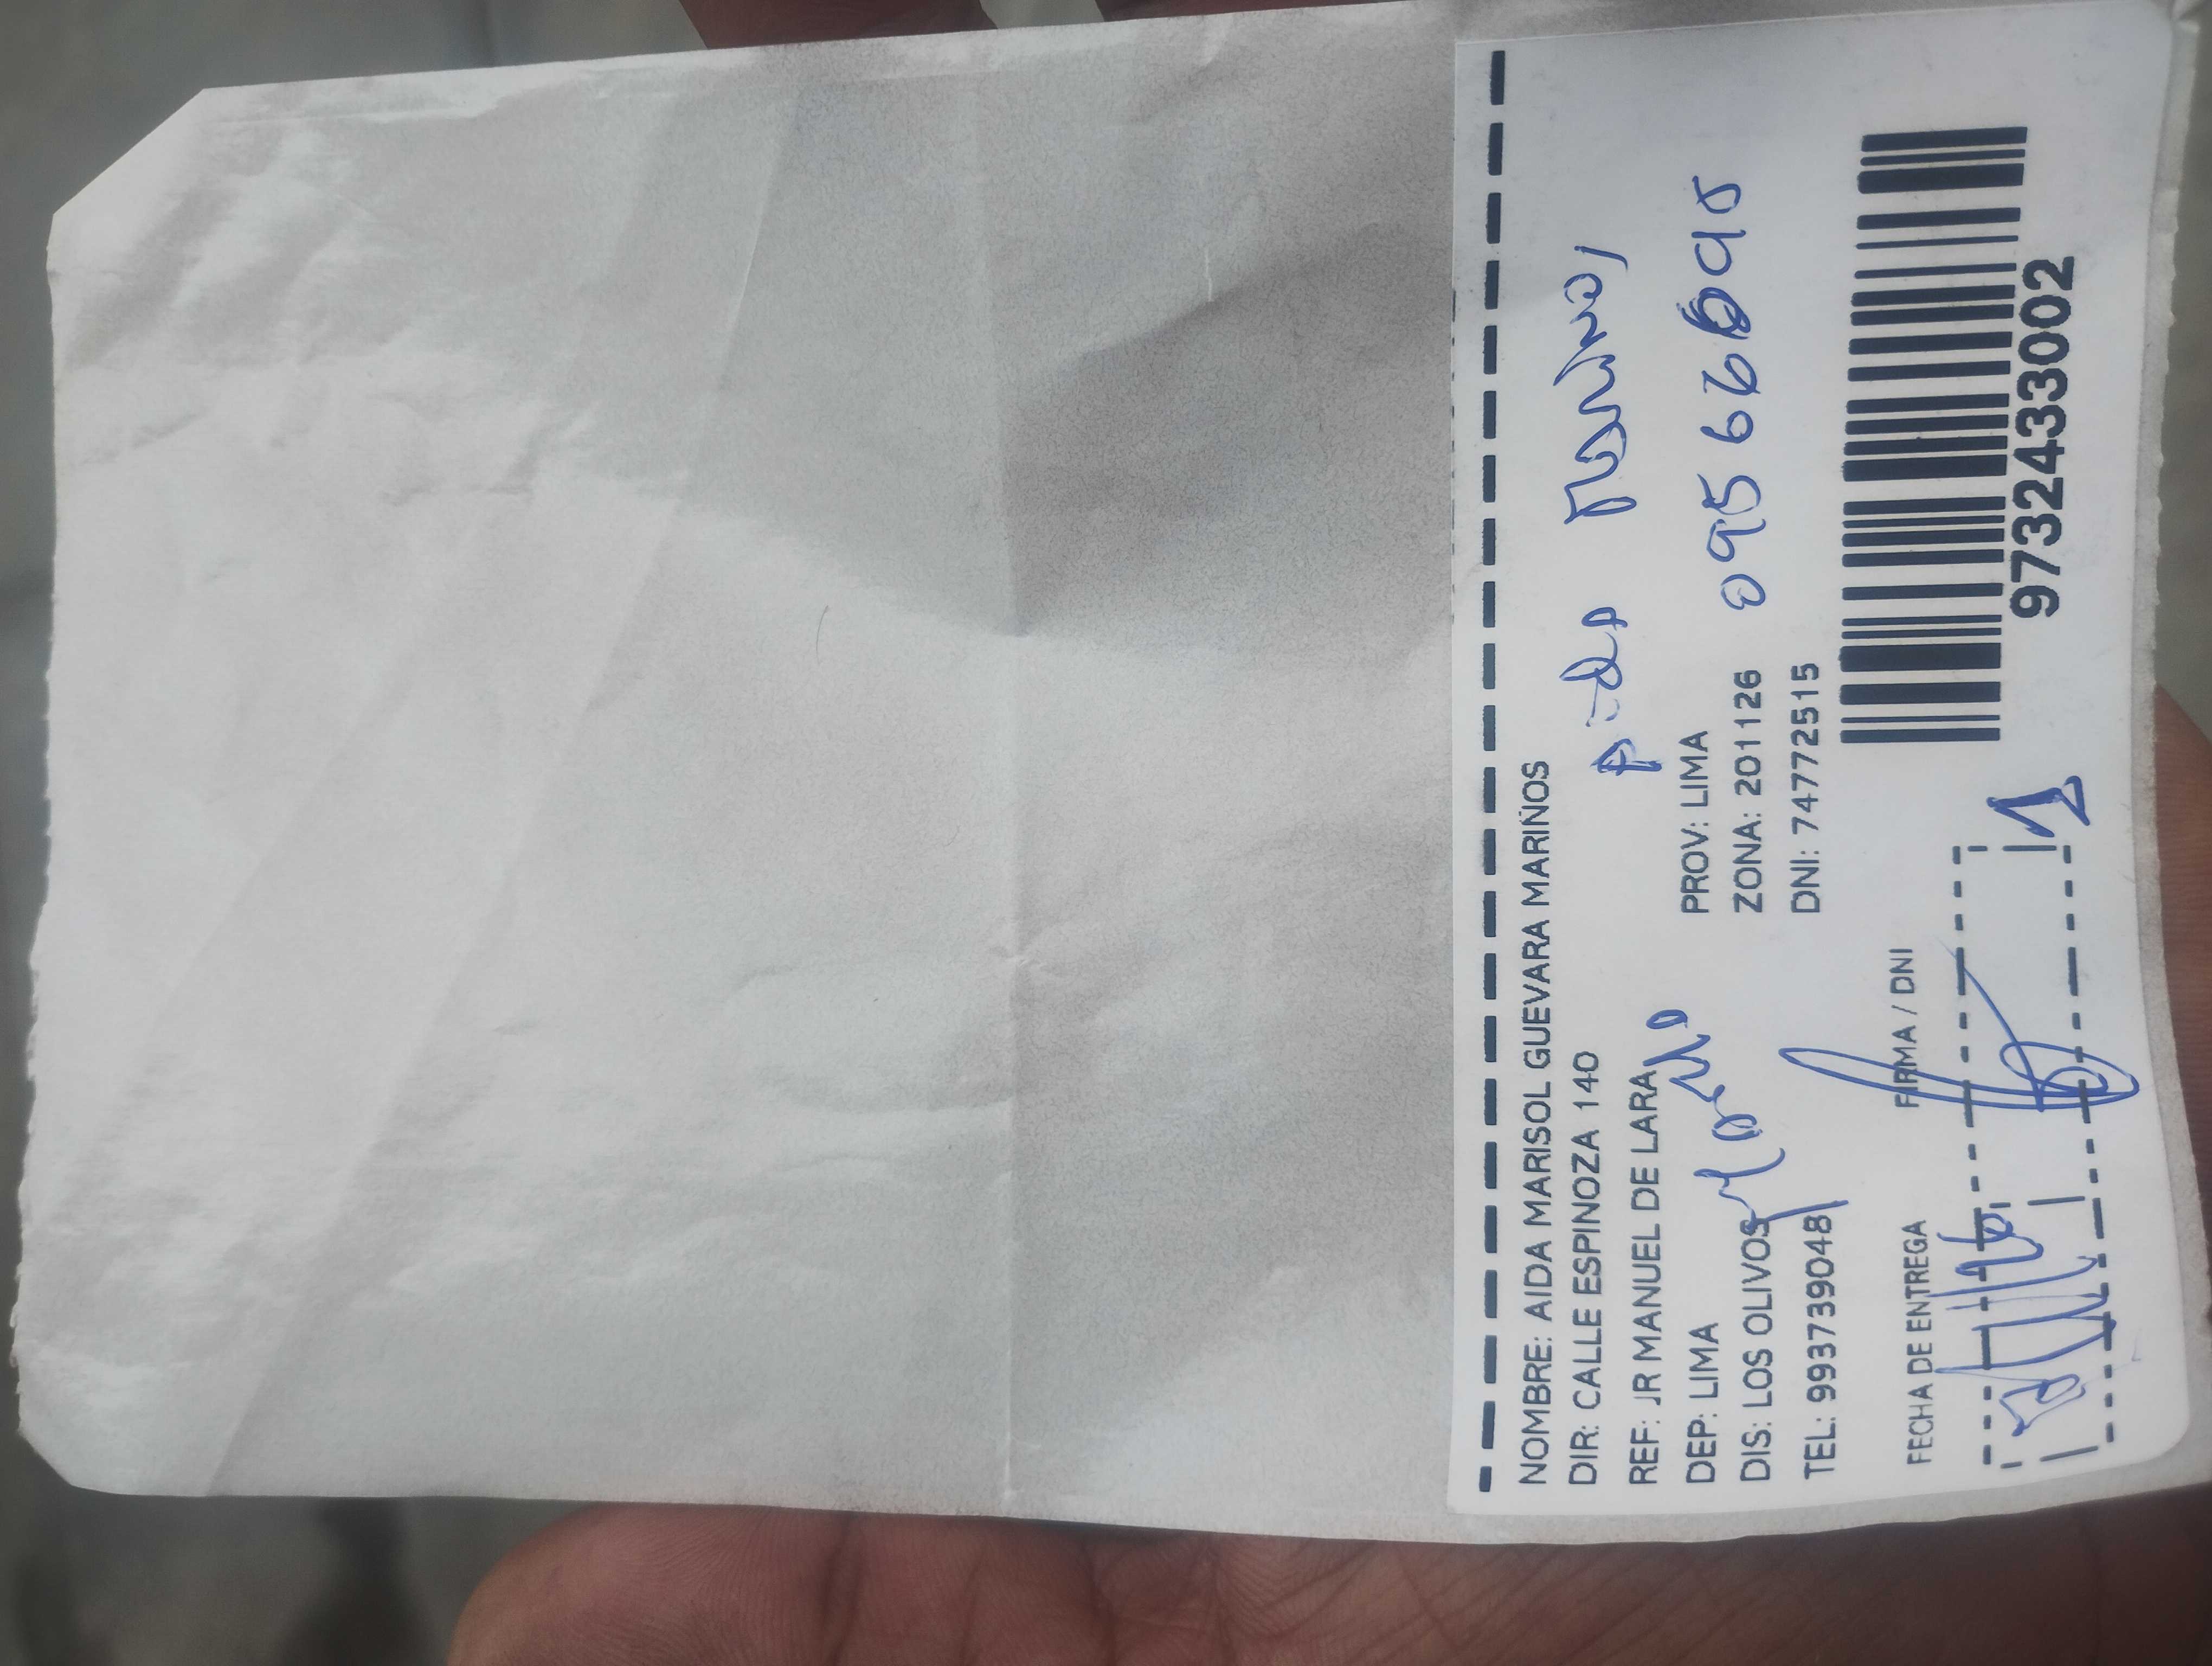 NOMBRE: AIDA MARISOL GUEVARA MARIÑOS
DIR: CALLE ESPINOZA 140
REF: JR MANUEL DE LARA
Aida
DEP: LIMA PROV: LIMA
DIS: LOS OLIVOS ZONA: 201126
TEL: 993739048 DNI: 74772515
FECHA DE ENTREGA FIRMA / DNI
9732433002